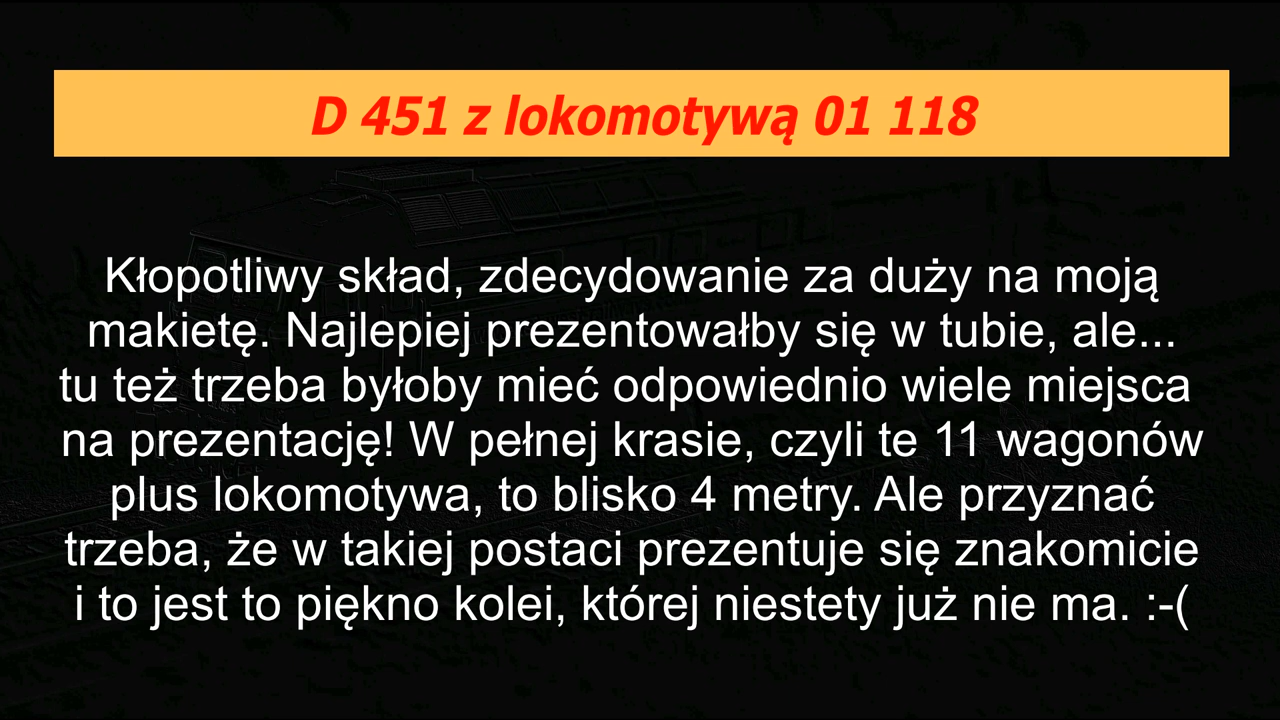 D 451 z lokomotywą 01 118
Kłopotliwy skład, zdecydowanie za duży na moją
makietę. Najlepiej prezentowałby się w tubie, ale...
tu też trzeba byłoby mieć odpowiednio wiele miejsca
na prezentację! W pełnej krasie, czyli te 11 wagonów
plus lokomotywa, to blisko 4 metry. Ale przyznać
trzeba, że w takiej postaci prezentuje się znakomicie
i to jest to piękno kolei, której niestety już nie ma. :-(